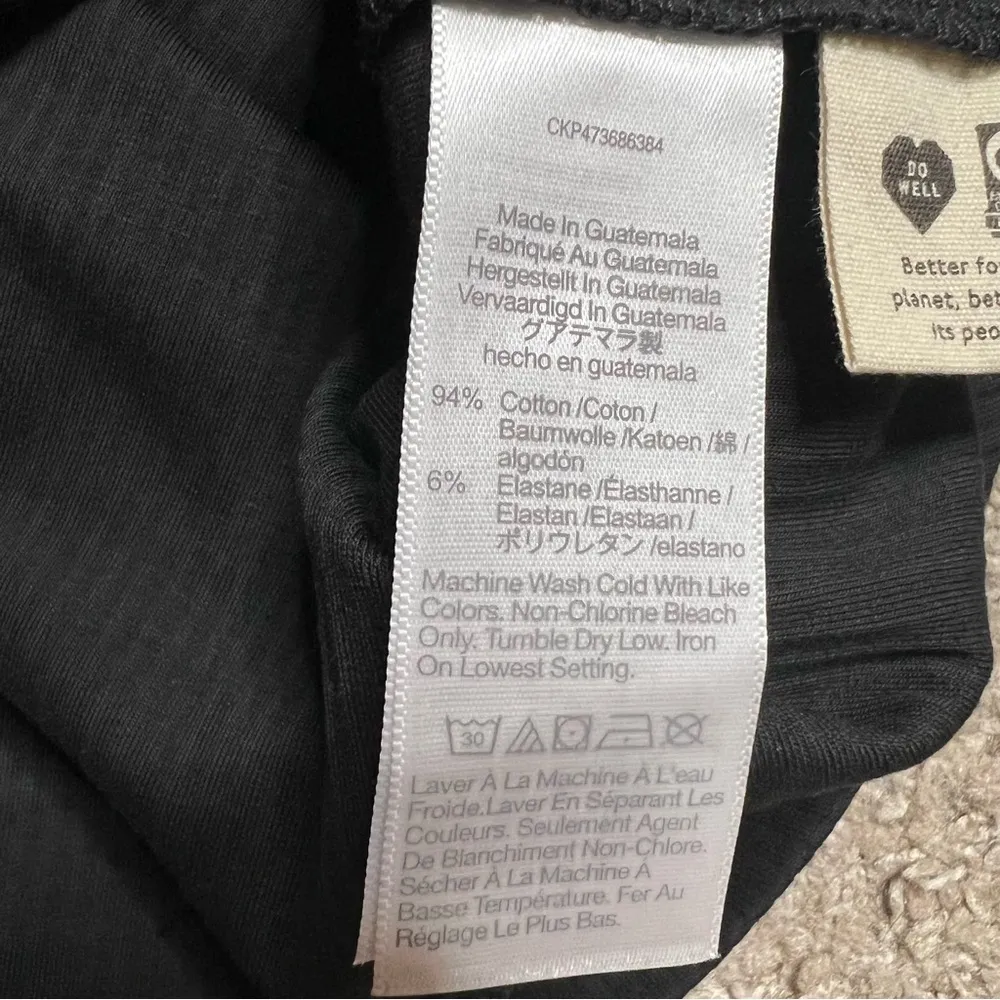 CKP473686384
Made In Guatemala
Fabriqué Au Guatemala
Hergestellt In Guatemala
Vervaardigd In Guatemala
グアテマラ製
hecho en guatemala
94% Cotton /Coton /
Baumwolle /Katoen /綿 /
algodón
6% Elastane /Élasthanne /
Elastan /Elastaan /
ポリウレタン /elastano
Machine Wash Cold With Like
Colors. Non-Chlorine Bleach
Only. Tumble Dry Low. Iron
On Lowest Setting.
30
Laver À La Machine À L'eau
Froide.Laver En Séparant Les
Couleurs. Seulement Agent
De Blanchiment Non-Chlore.
Sécher À La Machine À
Basse Température. Fer Au
Réglage Le Plus Bas.
DO
WELL
Better fo
planet, bet
its peo